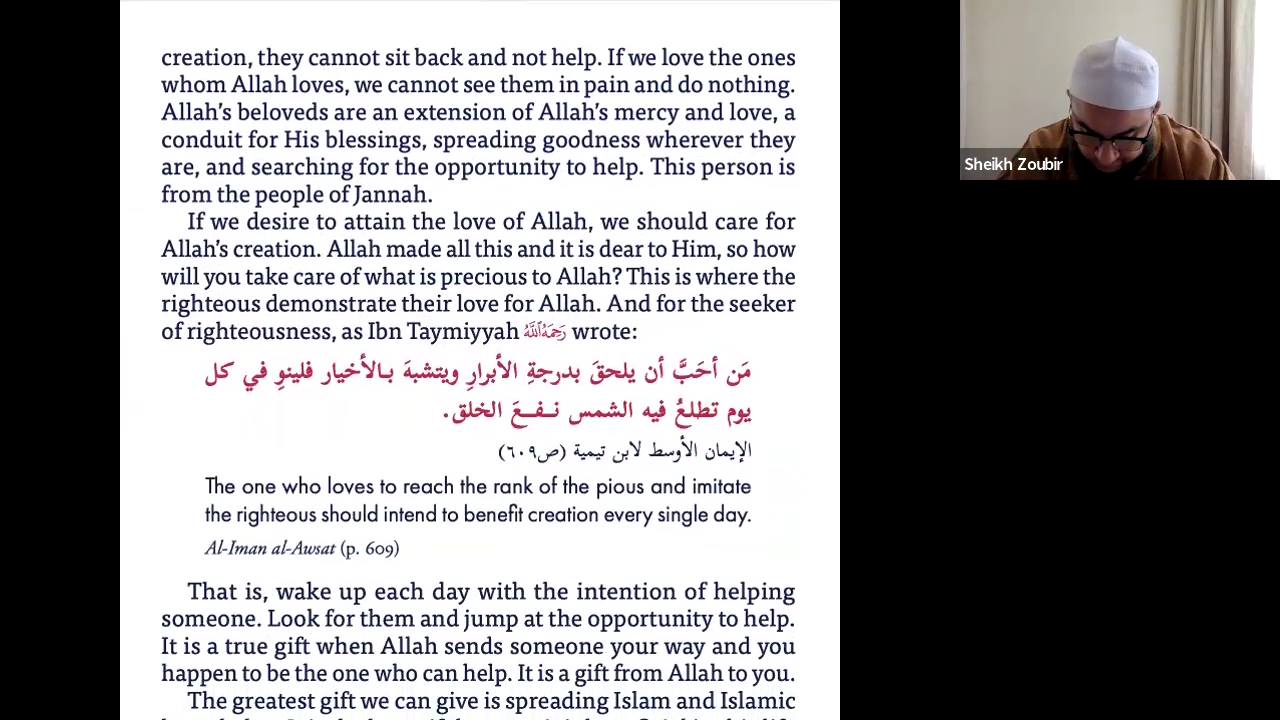 creation, they cannot sit back and not help. If we love the ones
whom Allah loves, we cannot see them in pain and do nothing.
Allah's beloveds are an extension of Allah's mercy and love, a
conduit for His blessings, spreading goodness wherever they
are, and searching for the opportunity to help. This person is
from the people of Jannah.
If we desire to attain the love of Allah, we should care for
Allah's creation. Allah made all this and it is dear to Him, so how
will you take care of what is precious to Allah? This is where the
righteous demonstrate their love for Allah. And for the seeker
of righteousness, as Ibn Taymiyyah رَحِمَهُ ٱللَّٰهُ wrote:
مَن أحَبَّ أن يلحقَ بدرجةِ الأبرارِ ويتشبهَ بـالأخيار فلينوِ في كل
يوم تطلعُ فيه الشمس نـفـعَ الخلق.
الإيمان الأوسط لابن تيمية (ص٦٠٩)
The one who loves to reach the rank of the pious and imitate
the righteous should intend to benefit creation every single day.
Al-Iman al-Awsat (p. 609)
That is, wake up each day with the intention of helping
someone. Look for them and jump at the opportunity to help.
It is a true gift when Allah sends someone your way and you
happen to be the one who can help. It is a gift from Allah to you.
The greatest gift we can give is spreading Islam and Islamic
Sheikh Zoubir